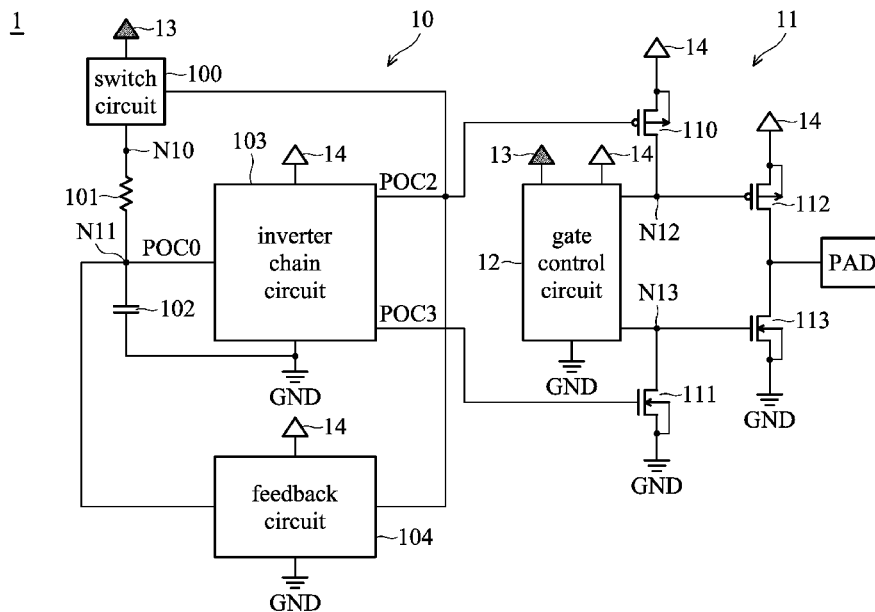 1
13
10
11
switch
circuit
100
14
110
14
N10
103
14
POC2
13
14
112
101
N11
POC0
inverter
chain
circuit
12
gate
control
circuit
N12
PAD
102
POC3
N13
113
GND
GND
111
GND
14
GND
feedback
circuit
104
GND